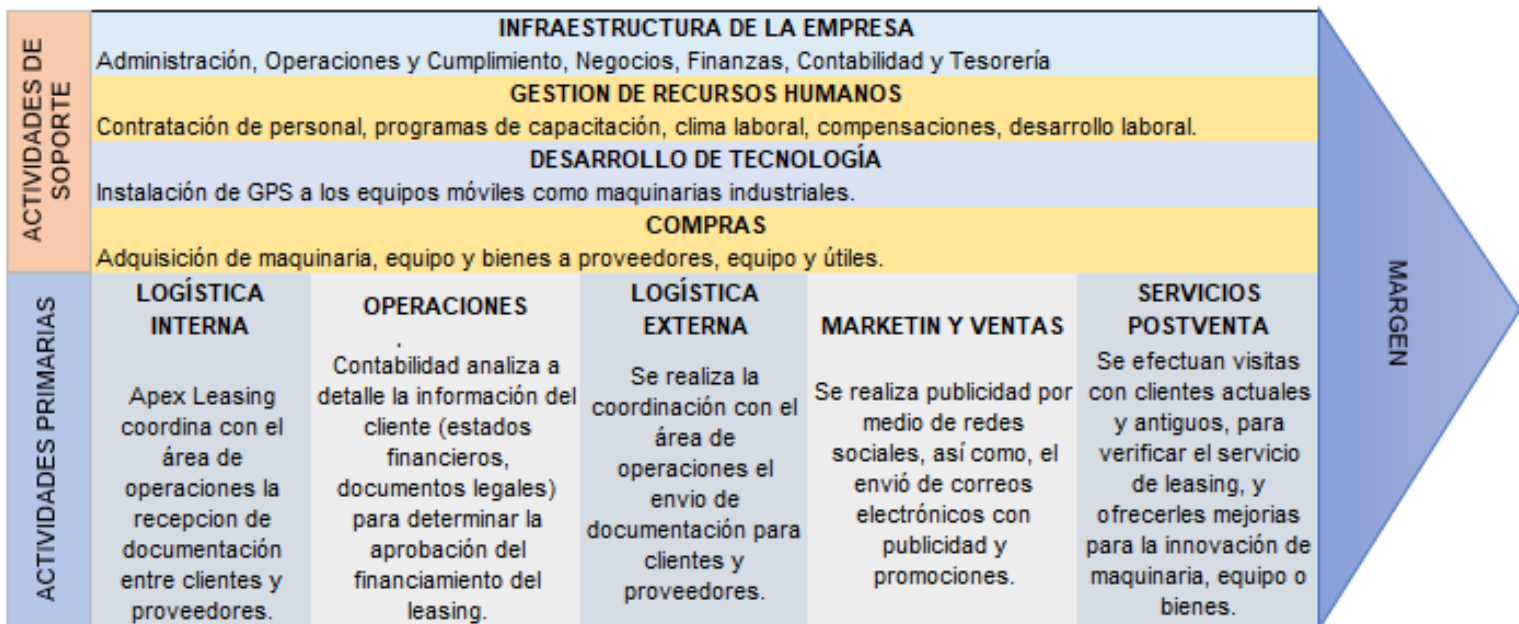 ACTIVIDADES DE
SOPORTE
INFRAESTRUCTURA DE LA EMPRESA
Administración, Operaciones y Cumplimiento, Negocios, Finanzas, Contabilidad y Tesorería
GESTION DE RECURSOS HUMANOS
Contratación de personal, programas de capacitación, clima laboral, compensaciones, desarrollo laboral.
DESARROLLO DE TECNOLOGÍA
Instalación de GPS a los equipos móviles como maquinarias industriales.
COMPRAS
Adquisición de maquinaria, equipo y bienes a proveedores, equipo y útiles.
ACTIVIDADES PRIMARIAS
LOGÍSTICA
INTERNA
Apex Leasing
coordina con el
área de
operaciones la
recepcion de
documentación
entre clientes y
proveedores.
OPERACIONES
.
Contabilidad analiza a
detalle la información del
cliente (estados
financieros,
documentos legales)
para determinar la
aprobación del
financiamiento del
leasing.
LOGÍSTICA
EXTERNA
Se realiza la
coordinación con el
área de
operaciones el
envio de
documentación para
clientes y
proveedores.
MARKETIN Y VENTAS
Se realiza publicidad por
medio de redes
sociales, así como, el
envió de correos
electrónicos con
publicidad y
promociones.
SERVICIOS
POSTVENTA
Se efectuan visitas
con clientes actuales
y antiguos, para
verificar el servicio
de leasing, y
ofrecerles mejorias
para la innovación de
maquinaria, equipo o
bienes.
MARGEN